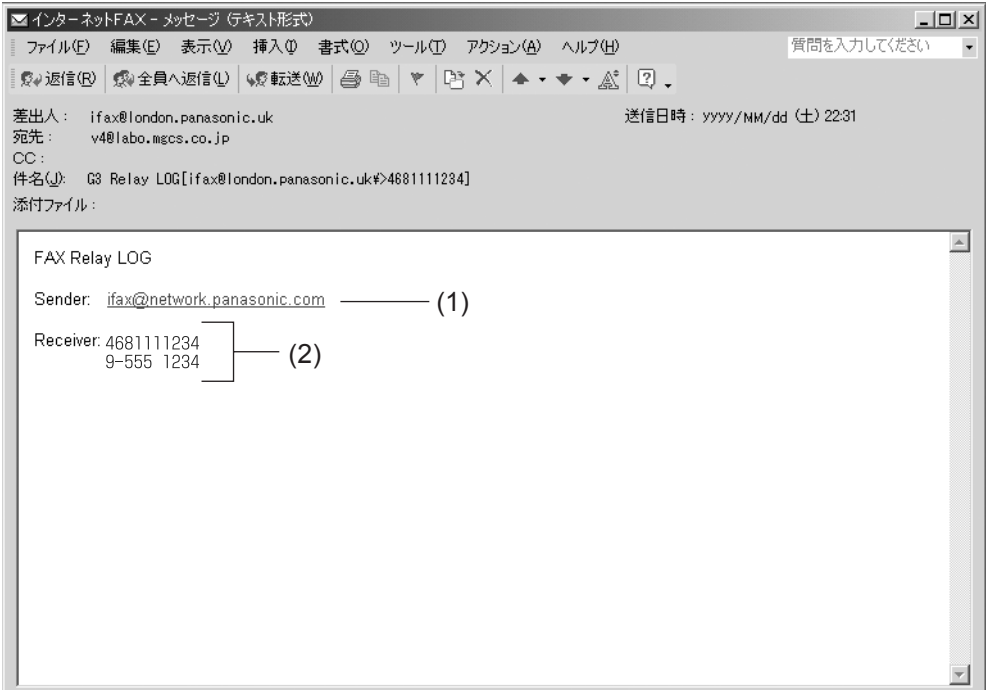 インターネットFAX - メッセージ (テキスト形式)
ファイル(F) 編集(E) 表示(V) 挿入(I) 書式(O) ツール(T) アクション(A) ヘルプ(H) 質問を入力してください
返信(R) 全員へ返信(L) 転送(W)
差出人: ifax@london.panasonic.uk 送信日時: yyyy/MM/dd (土) 22:31
宛先: v4@labo.mgcs.co.jp
CC:
件名(J): G3 Relay LOG[ifax@london.panasonic.uk¥>4681111234]
添付ファイル:
FAX Relay LOG
Sender: ifax@network.panasonic.com (1)
Receiver: 4681111234
9-555 1234 (2)